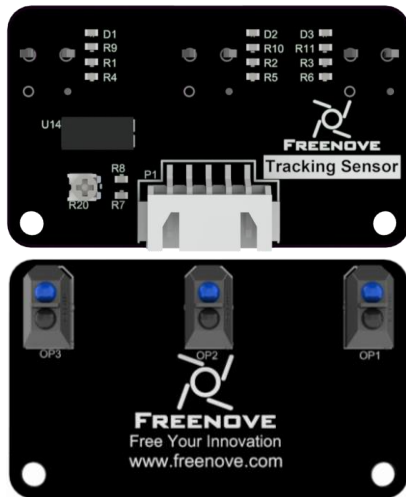 D1 D2 D3
R9 R10 R11
R1 R2 R3
R4 R5 R6
U14
FREENOVE
Tracking Sensor
R8 P1
R20 R7
OP3 OP2 OP1
FREENOVE
Free Your Innovation
www.freenove.com